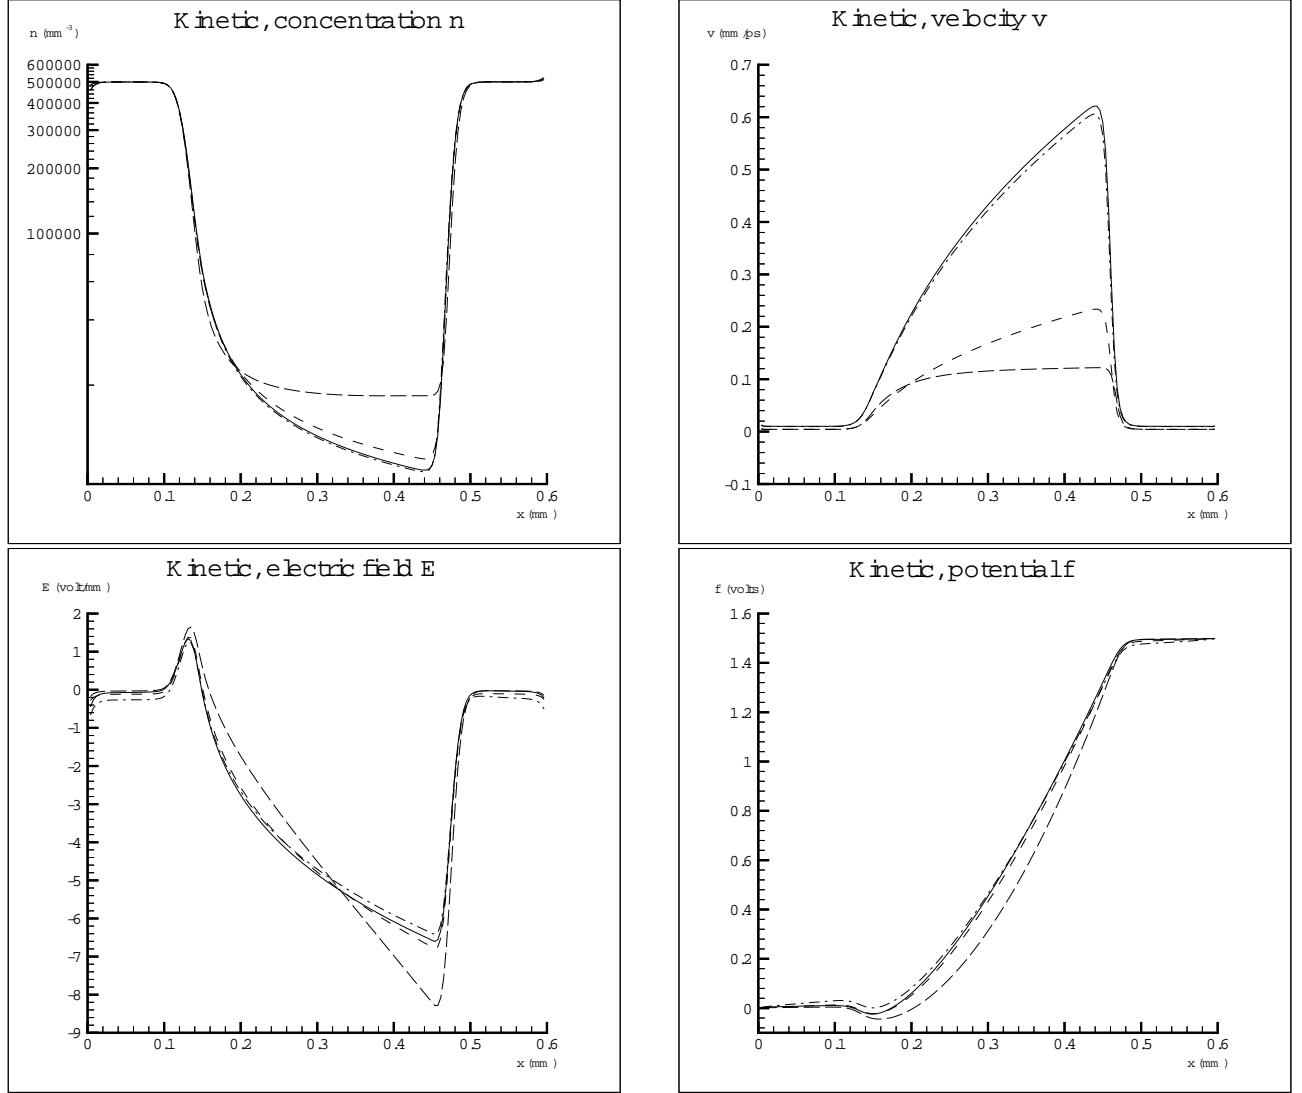 Kinetic, concentration n
n (mm⁻³)
600000
500000
400000
300000
200000
100000
0 0.1 0.2 0.3 0.4 0.5 0.6
x (mm)
Kinetic, velocity v
v (mm/ps)
0.7
0.6
0.5
0.4
0.3
0.2
0.1
0
-0.1
0 0.1 0.2 0.3 0.4 0.5 0.6
x (mm)
Kinetic, electric field E
E (volt/mm)
2
1
0
-1
-2
-3
-4
-5
-6
-7
-8
-9
0 0.1 0.2 0.3 0.4 0.5 0.6
x (mm)
Kinetic, potential f
f (volts)
1.6
1.4
1.2
1
0.8
0.6
0.4
0.2
0
0 0.1 0.2 0.3 0.4 0.5 0.6
x (mm)